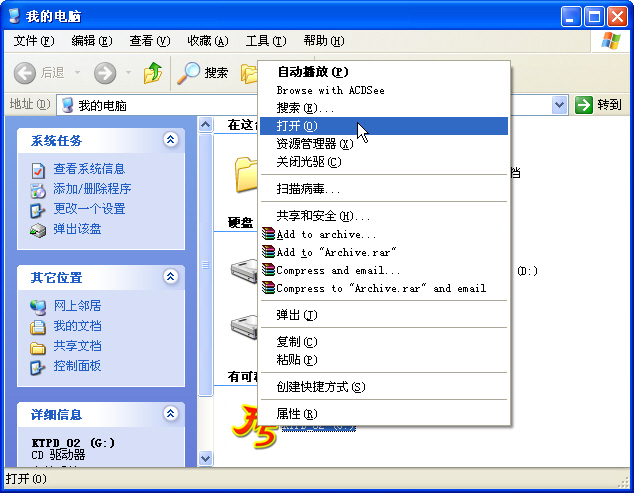 我的电脑
文件(F) 编辑(E) 查看(V) 收藏(A) 工具(T) 帮助(H)
后退 搜索
地址(D) 我的电脑 转到
系统任务
查看系统信息
添加/删除程序
更改一个设置
弹出该盘
其它位置
网上邻居
我的文档
共享文档
控制面板
详细信息
KTPD_02 (G:)
CD 驱动器
在这
档
硬盘
(D:)
有可
自动播放(P)
Browse with ACDSee
搜索(E)...
打开(O)
资源管理器(X)
关闭光驱(C)
扫描病毒...
共享和安全(H)...
Add to archive...
Add to "Archive.rar"
Compress and email...
Compress to "Archive.rar" and email
弹出(J)
复制(C)
粘贴(P)
创建快捷方式(S)
属性(R)
打开(O)